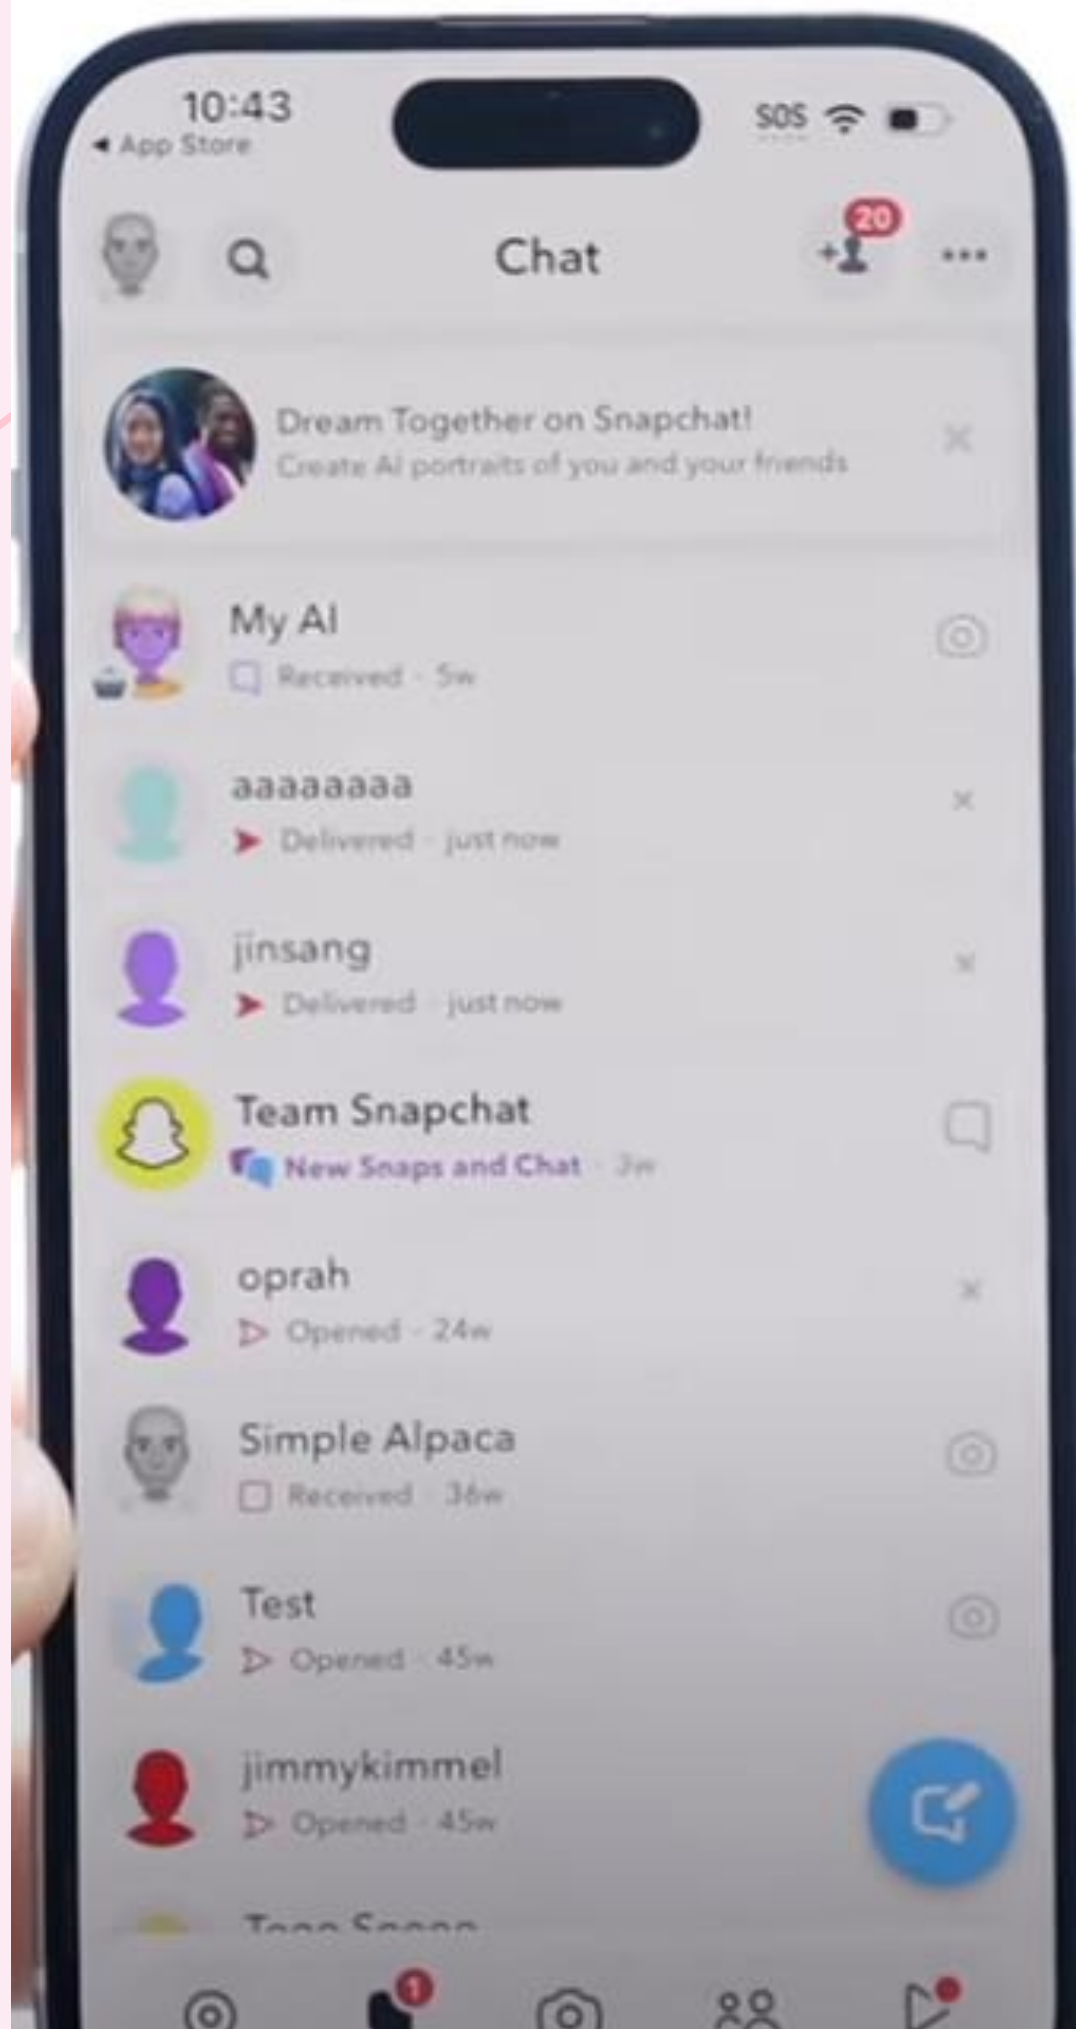 10:43
SOS
◀ App Store
20
Chat
Dream Together on Snapchat!
Create AI portraits of you and your friends
My AI
Received · 5w
aaaaaaaa
Delivered · just now
jinsang
Delivered · just now
Team Snapchat
New Snaps and Chat · 3w
oprah
Opened · 24w
Simple Alpaca
Received · 36w
Test
Opened · 45w
jimmykimmel
Opened · 45w
1